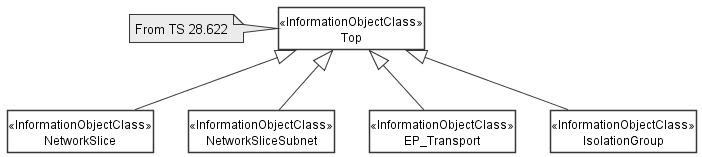 From TS 28.622
«InformationObjectClass»
Top
«InformationObjectClass»
NetworkSlice
«InformationObjectClass»
NetworkSliceSubnet
«InformationObjectClass»
EP_Transport
«InformationObjectClass»
IsolationGroup